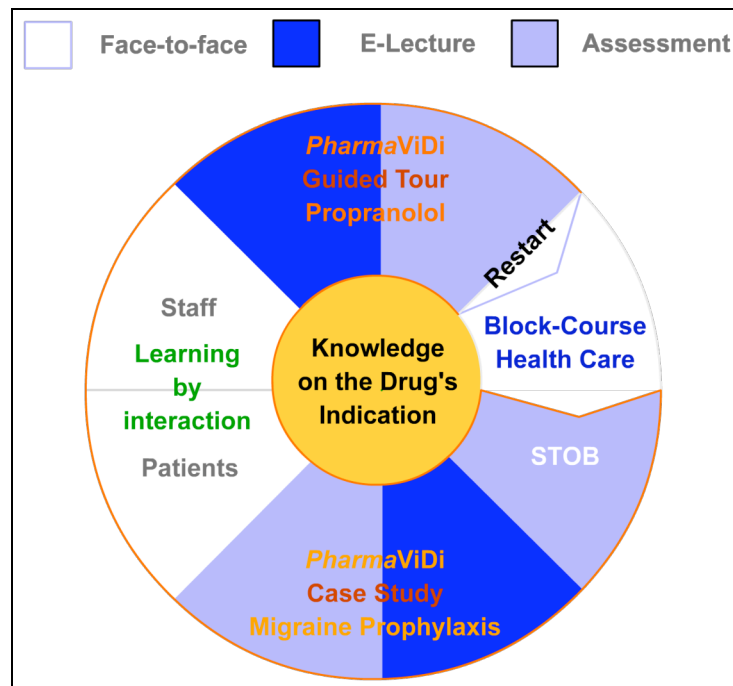 Face-to-face
E-Lecture
Assessment
PharmaViDi
Guided Tour
Propranolol
Restart
Block-Course
Health Care
Staff
Learning
by
interaction
Patients
Knowledge
on the Drug's
Indication
STOB
PharmaViDi
Case Study
Migraine Prophylaxis